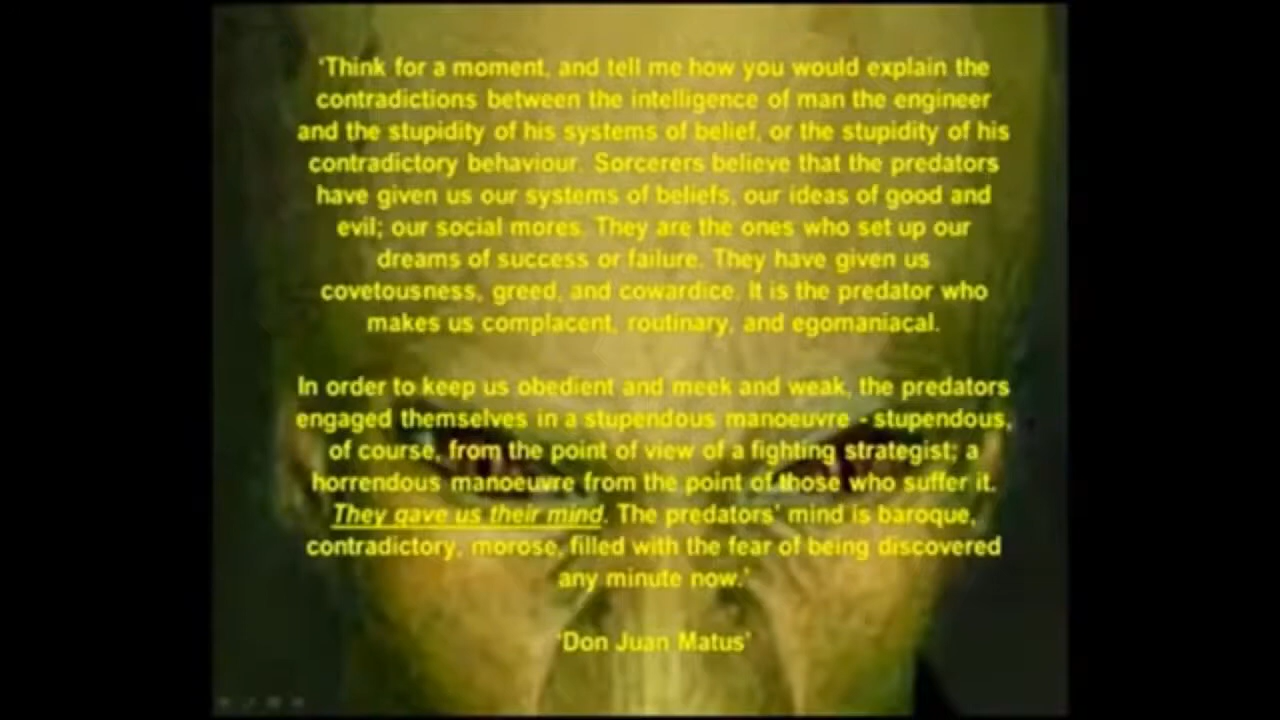 'Think for a moment, and tell me how you would explain the
contradictions between the intelligence of man the engineer
and the stupidity of his systems of belief, or the stupidity of his
contradictory behaviour. Sorcerers believe that the predators
have given us our systems of beliefs, our ideas of good and
evil; our social mores. They are the ones who set up our
dreams of success or failure. They have given us
covetousness, greed, and cowardice. It is the predator who
makes us complacent, routinary, and egomaniacal.
In order to keep us obedient and meek and weak, the predators
engaged themselves in a stupendous manoeuvre - stupendous,
of course, from the point of view of a fighting strategist; a
horrendous manoeuvre from the point of those who suffer it.
They gave us their mind. The predators' mind is baroque,
contradictory, morose, filled with the fear of being discovered
any minute now.'
'Don Juan Matus'